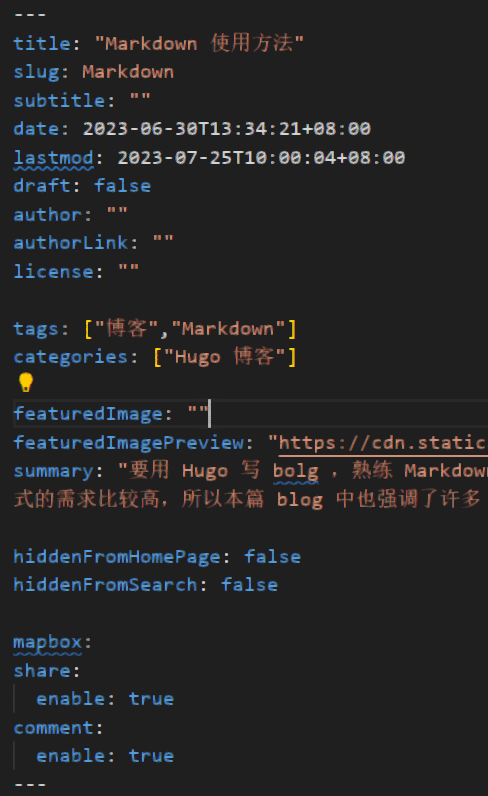 ---
title: "Markdown 使用方法"
slug: Markdown
subtitle: ""
date: 2023-06-30T13:34:21+08:00
lastmod: 2023-07-25T10:00:04+08:00
draft: false
author: ""
authorLink: ""
license: ""
tags: ["博客","Markdown"]
categories: ["Hugo 博客"]
featuredImage: ""
featuredImagePreview: "https://cdn.static
summary: "要用 Hugo 写 bolg ，熟练 Markdown
式的需求比较高，所以本篇 blog 中也强调了许多
hiddenFromHomePage: false
hiddenFromSearch: false
mapbox:
share:
  enable: true
comment:
  enable: true
---